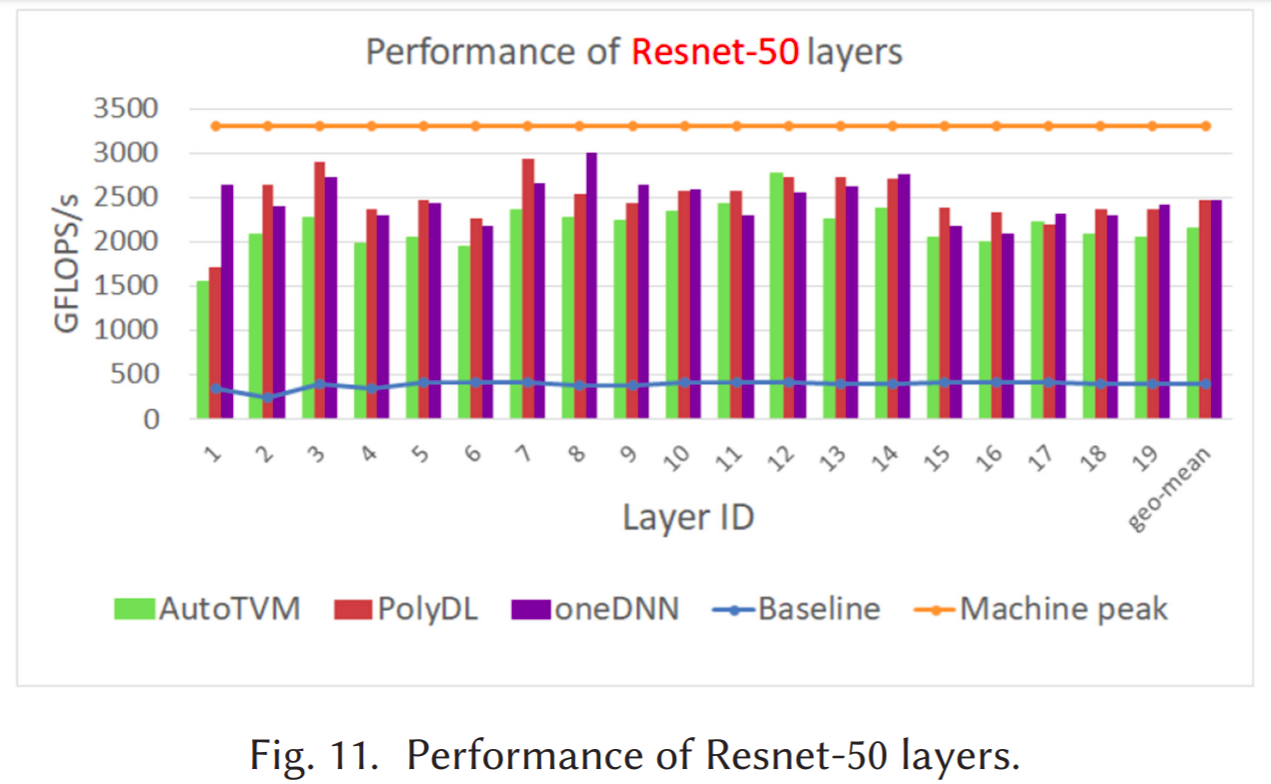 Performance of Resnet-50 layers
3500
3000
2500
2000
1500
1000
500
0
GFLOPS/s
1 2 3 4 5 6 7 8 9 10 11 12 13 14 15 16 17 18 19 geo-mean
Layer ID
AutoTVM PolyDL oneDNN Baseline Machine peak
Fig. 11. Performance of Resnet-50 layers.